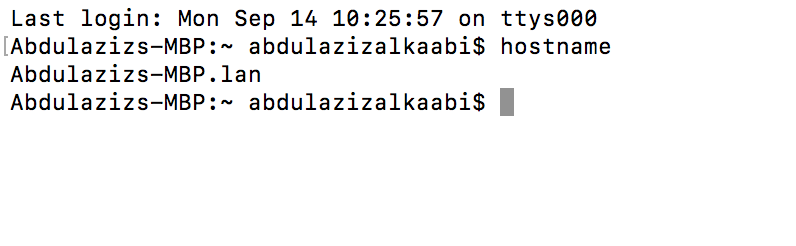 Last login: Mon Sep 14 10:25:57 on ttys000
[Abdulazizs-MBP:~ abdulazizalkaabi$ hostname
Abdulazizs-MBP.lan
Abdulazizs-MBP:~ abdulazizalkaabi$